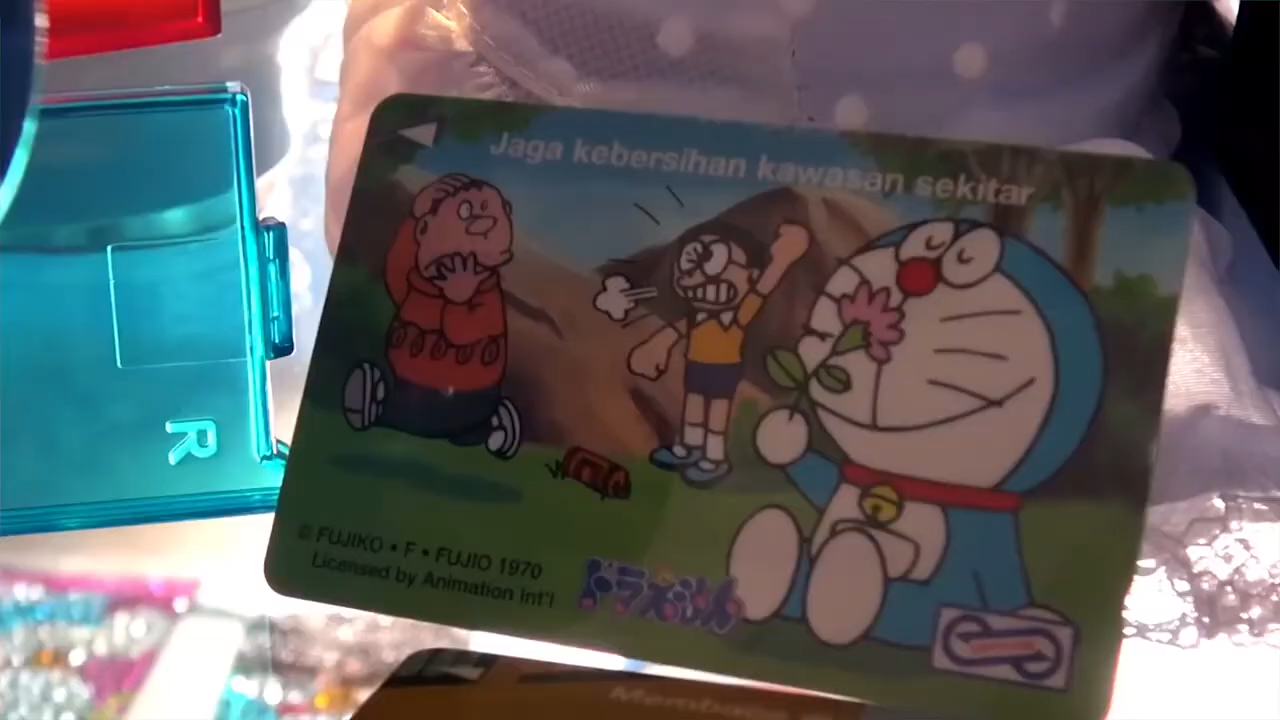 Jaga kebersihan kawasan sekitar
© FUJIKO • F • FUJIO 1970
Licensed by Animation Int'l
ドラえもん
R